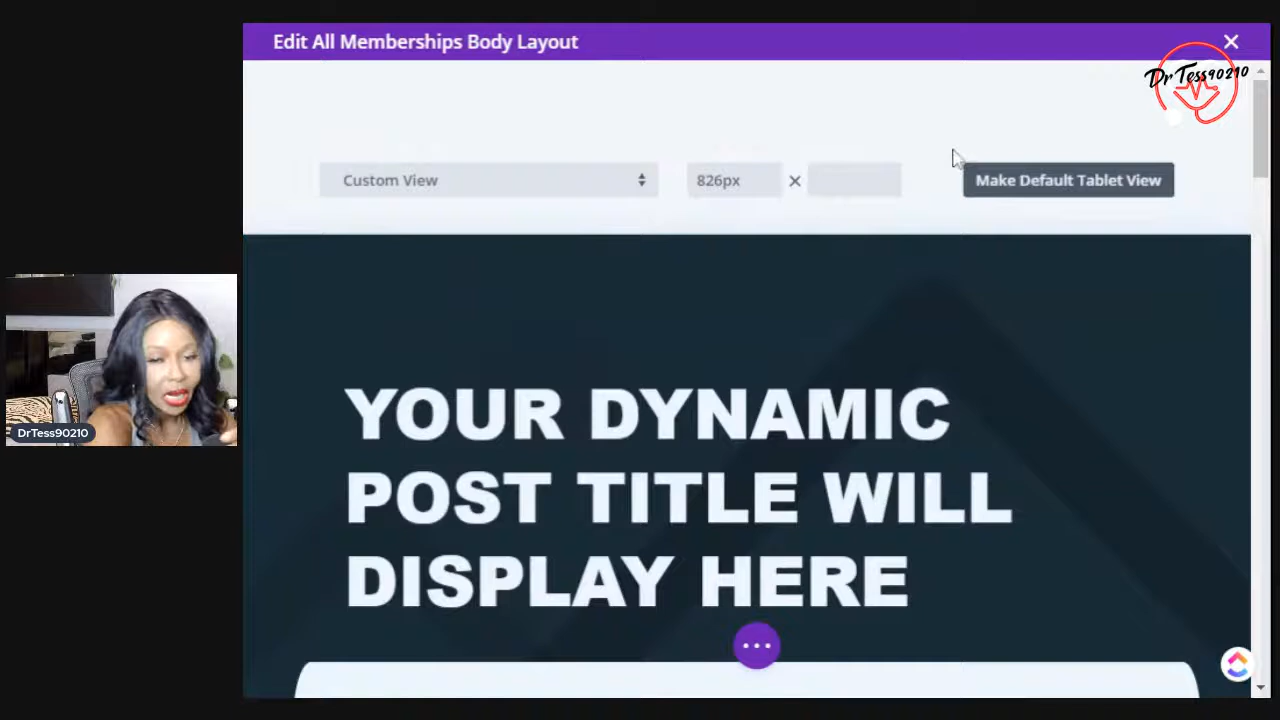 Edit All Memberships Body Layout
DrTess90210
Custom View
826px
Make Default Tablet View
YOUR DYNAMIC
POST TITLE WILL
DISPLAY HERE
DrTess90210